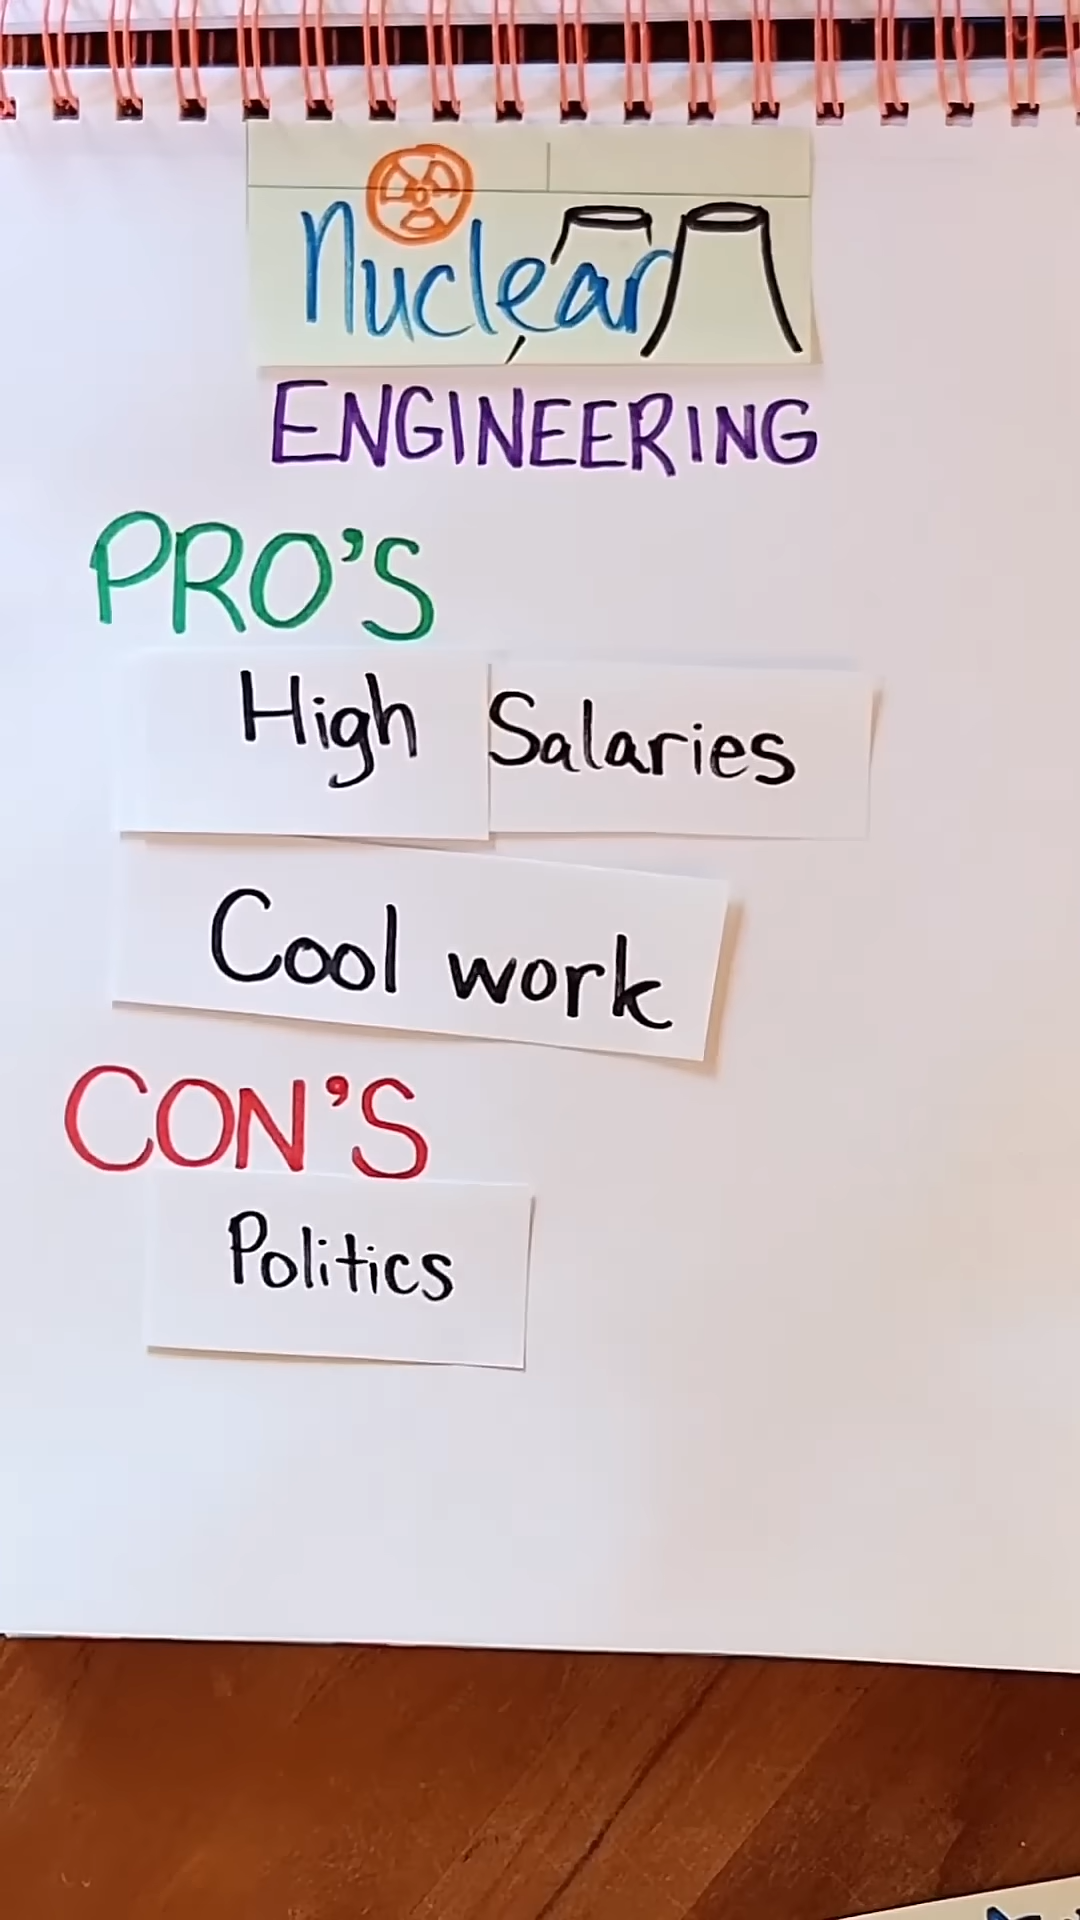 Nuclear
ENGINEERING
PRO'S
High Salaries
Cool work
CON'S
Politics